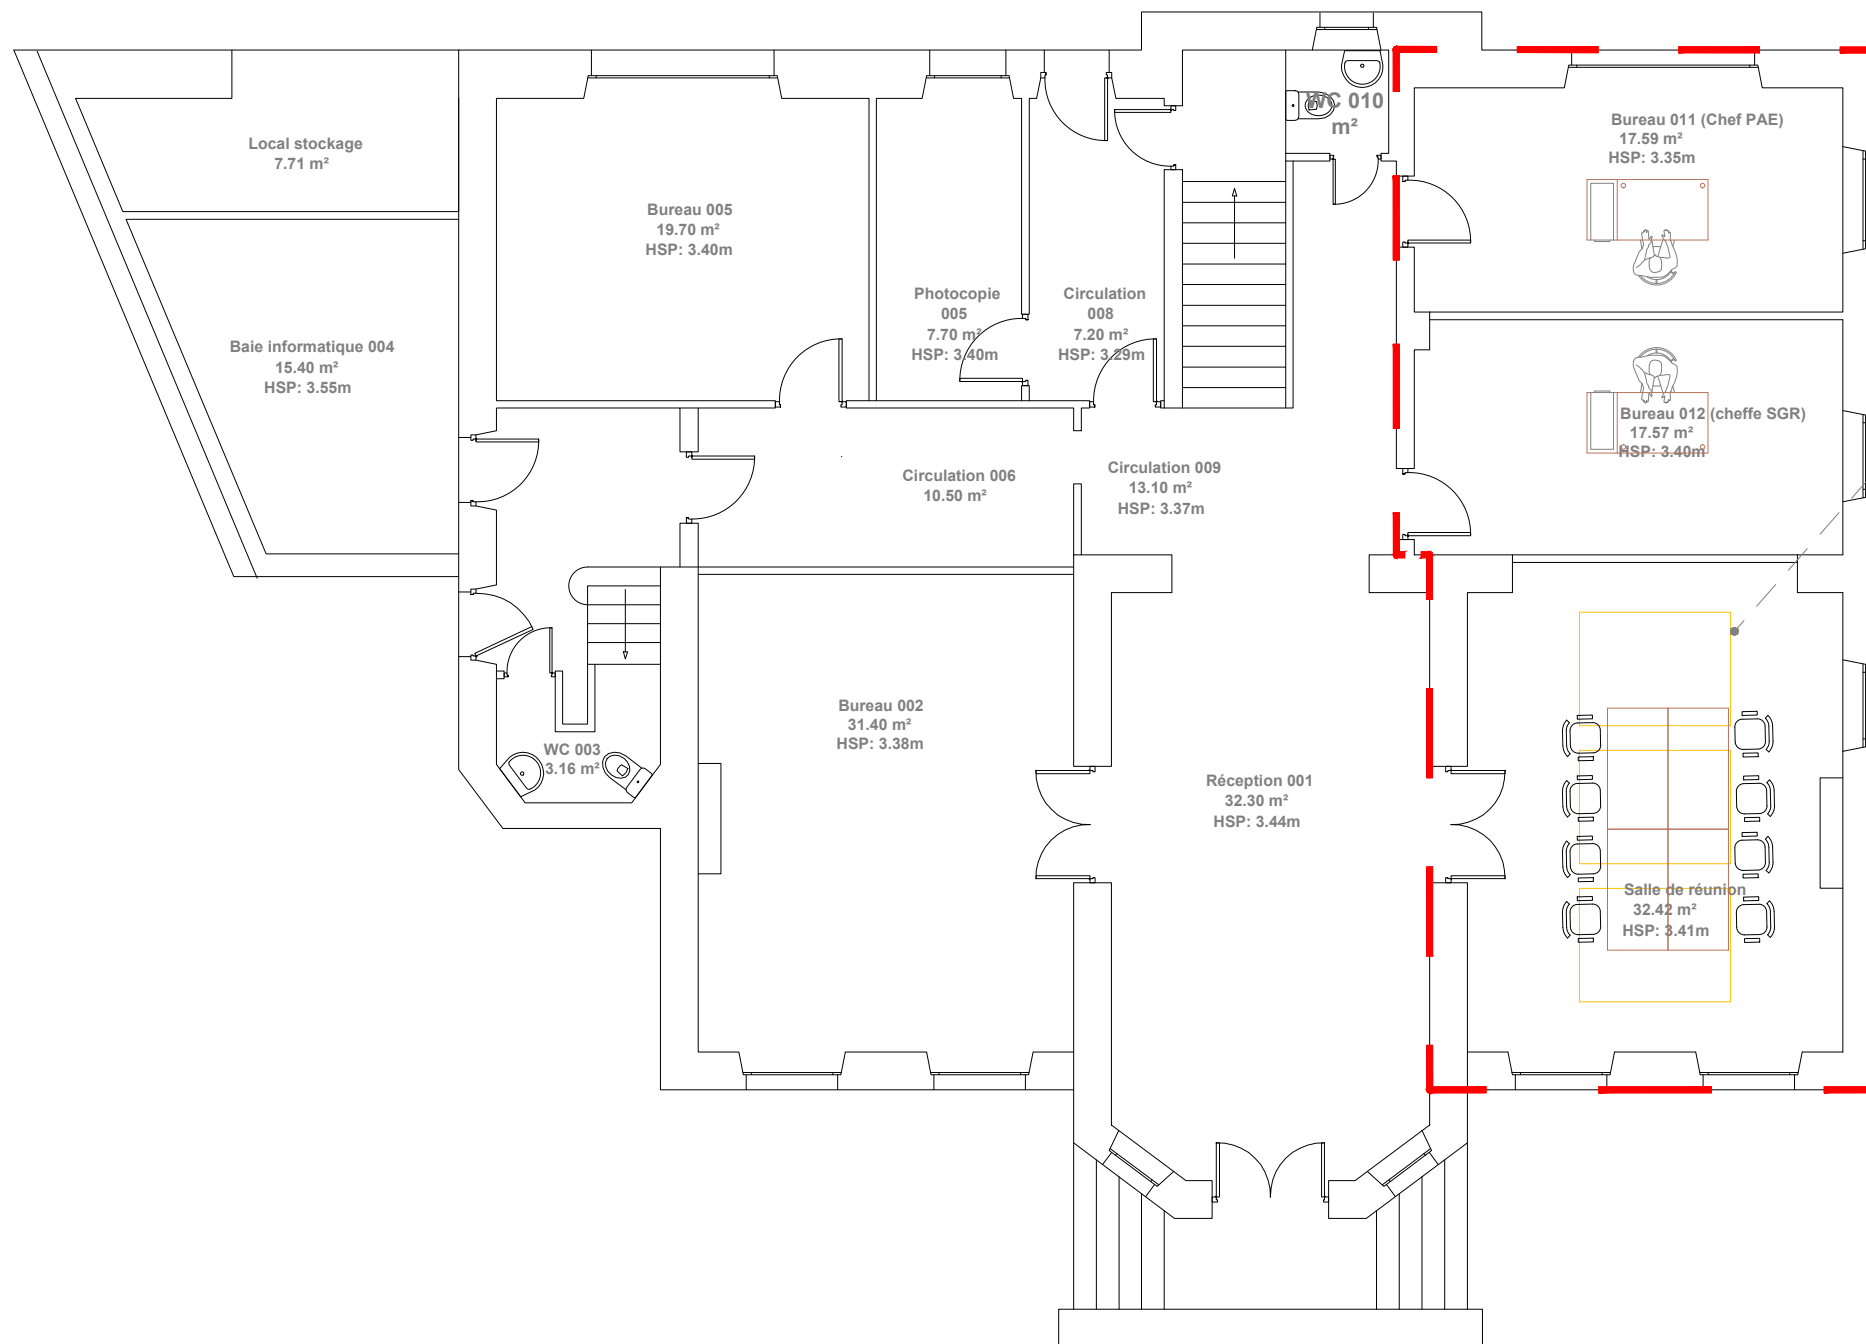 Local stockage
7.71 m²
Baie informatique 004
15.40 m²
HSP: 3.55m
Bureau 005
19.70 m²
HSP: 3.40m
Photocopie
005
7.70 m²
HSP: 3.40m
Circulation
008
7.20 m²
HSP: 3.29m
WC 010
m²
Bureau 011 (Chef PAE)
17.59 m²
HSP: 3.35m
Bureau 012 (cheffe SGR)
17.57 m²
HSP: 3.40m
Circulation 006
10.50 m²
Circulation 009
13.10 m²
HSP: 3.37m
WC 003
3.16 m²
Bureau 002
31.40 m²
HSP: 3.38m
Réception 001
32.30 m²
HSP: 3.44m
Salle de réunion
32.42 m²
HSP: 3.41m